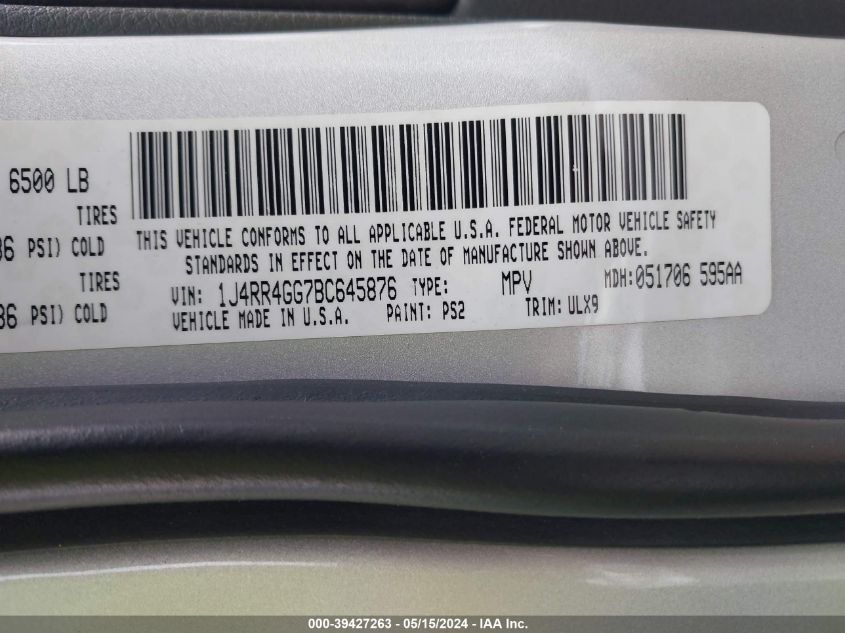 6500 LB
TIRES
36 PSI) COLD
TIRES
36 PSI) COLD
THIS VEHICLE CONFORMS TO ALL APPLICABLE U.S.A. FEDERAL MOTOR VEHICLE SAFETY
STANDARDS IN EFFECT ON THE DATE OF MANUFACTURE SHOWN ABOVE.
VIN: 1J4RR4GG7BC645876 TYPE: MPV MDH:051706 595AA
VEHICLE MADE IN U.S.A. PAINT: PS2 TRIM: ULX9
000-39427263 - 05/15/2024 - IAA Inc.